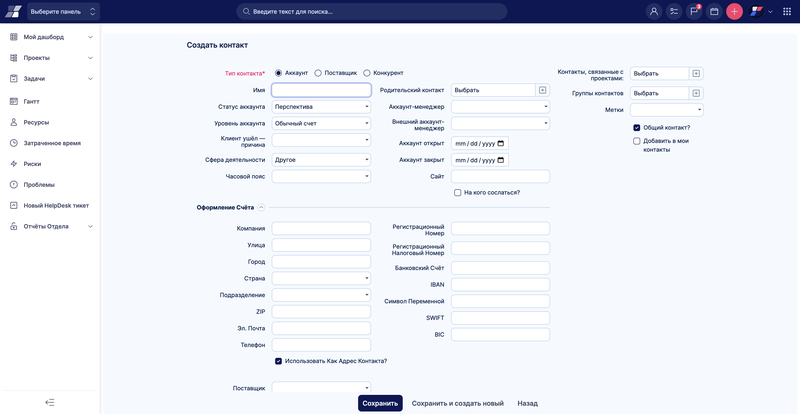 Выберите панель
Введите текст для поиска...
3
Мой дашборд
Проекты
Задачи
Гантт
Ресурсы
Затраченное время
Риски
Проблемы
Новый HelpDesk тикет
Отчёты Отдела
Создать контакт
Тип контакта*
Аккаунт
Поставщик
Конкурент
Имя
Статус аккаунта
Перспектива
Уровень аккаунта
Обычный счет
Клиент ушёл —
причина
Сфера деятельности
Другое
Часовой пояс
Родительский контакт
Выбрать
Аккаунт-менеджер
Внешний аккаунт-
менеджер
Аккаунт открыт
mm / dd / yyyy
Аккаунт закрыт
mm / dd / yyyy
Сайт
На кого сослаться?
Контакты, связанные с
проектами:
Выбрать
Группы контактов
Выбрать
Метки
Общий контакт?
Добавить в мои
контакты
Оформление Счёта
Компания
Улица
Город
Страна
Подразделение
ZIP
Эл. Почта
Телефон
Использовать Как Адрес Контакта?
Регистрационный
Номер
Регистрационный
Налоговый Номер
Банковский Счёт
IBAN
Символ Переменной
SWIFT
BIC
Поставщик
Сохранить
Сохранить и создать новый
Назад